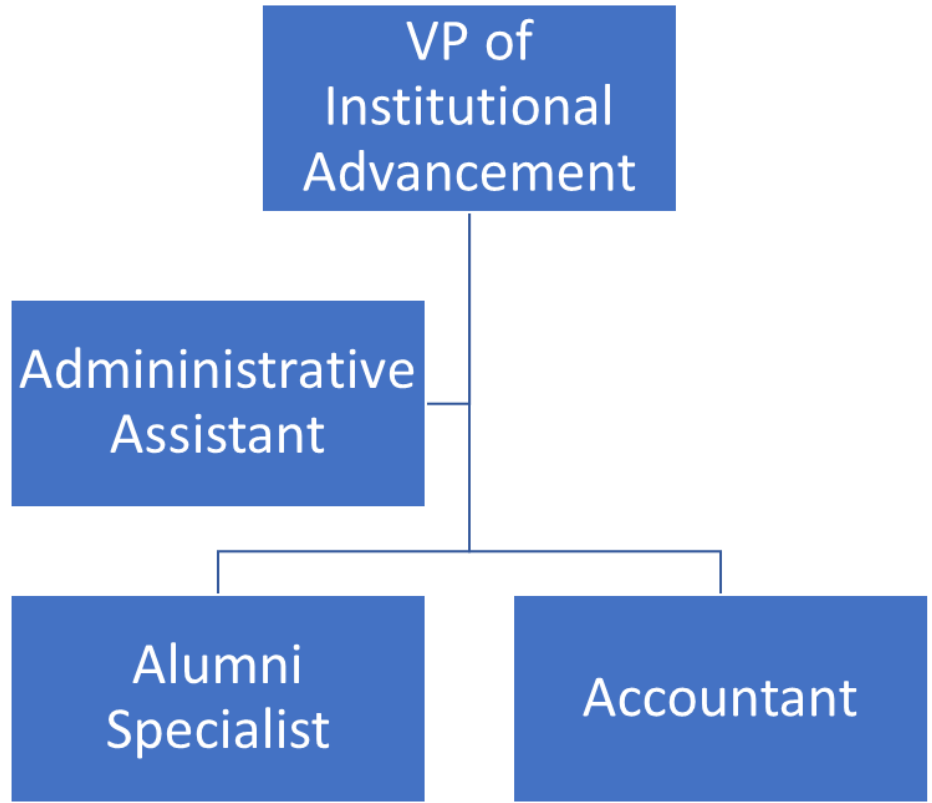 VP of
Institutional
Advancement
Admininistrative
Assistant
Alumni
Specialist
Accountant